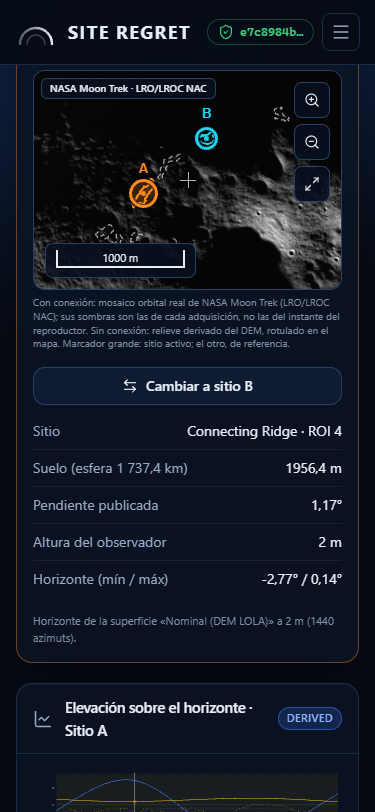 SITE REGRET
e7c8984b…
NASA Moon Trek · LRO/LROC NAC
B
A
1000 m
Con conexión: mosaico orbital real de NASA Moon Trek (LRO/LROC
NAC); sus sombras son las de cada adquisición, no las del instante del
reproductor. Sin conexión: relieve derivado del DEM, rotulado en el
mapa. Marcador grande: sitio activo; el otro, de referencia.
Cambiar a sitio B
Sitio Connecting Ridge · ROI 4
Suelo (esfera 1 737,4 km) 1956,4 m
Pendiente publicada 1,17°
Altura del observador 2 m
Horizonte (mín / máx) -2,77° / 0,14°
Horizonte de la superficie «Nominal (DEM LOLA)» a 2 m (1440
azimuts).
Elevación sobre el horizonte ·
Sitio A
DERIVED